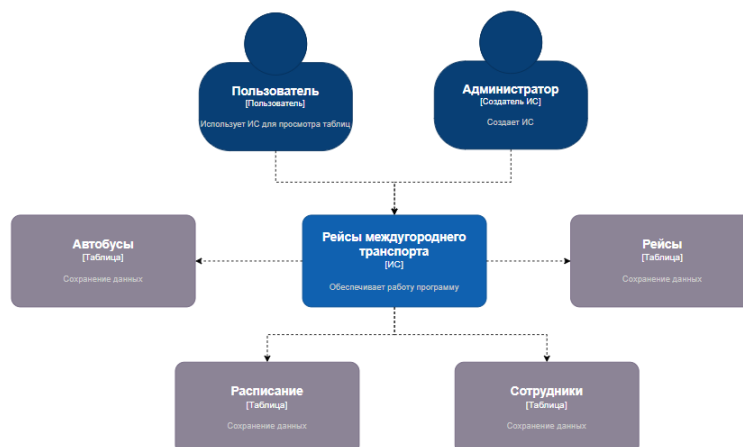 Пользователь
[Пользователь]
Использует ИС для просмотра таблиц
Администратор
[Создатель ИС]
Создает ИС
Автобусы
[Таблица]
Сохранение данных
Рейсы междугороднего
транспорта
[ИС]
Обеспечивает работу программу
Рейсы
[Таблица]
Сохранение данных
Расписание
[Таблица]
Сохранение данных
Сотрудники
[Таблица]
Сохранение данных